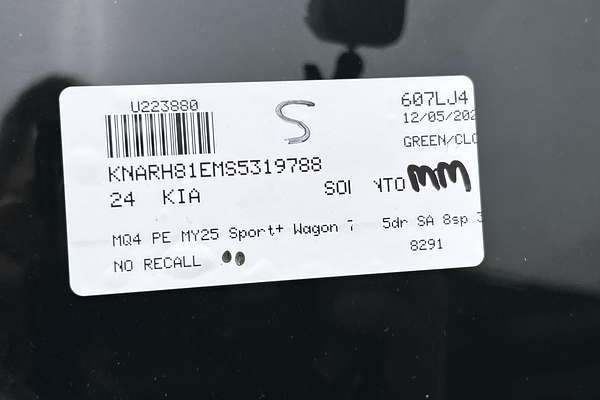 U223880
S
607LJ4
12/05/202
GREEN/CLO
KNARH81EMS5319788
24 KIA SOI NTO MM
MQ4 PE MY25 Sport+ Wagon 7 5dr SA 8sp
NO RECALL
8291